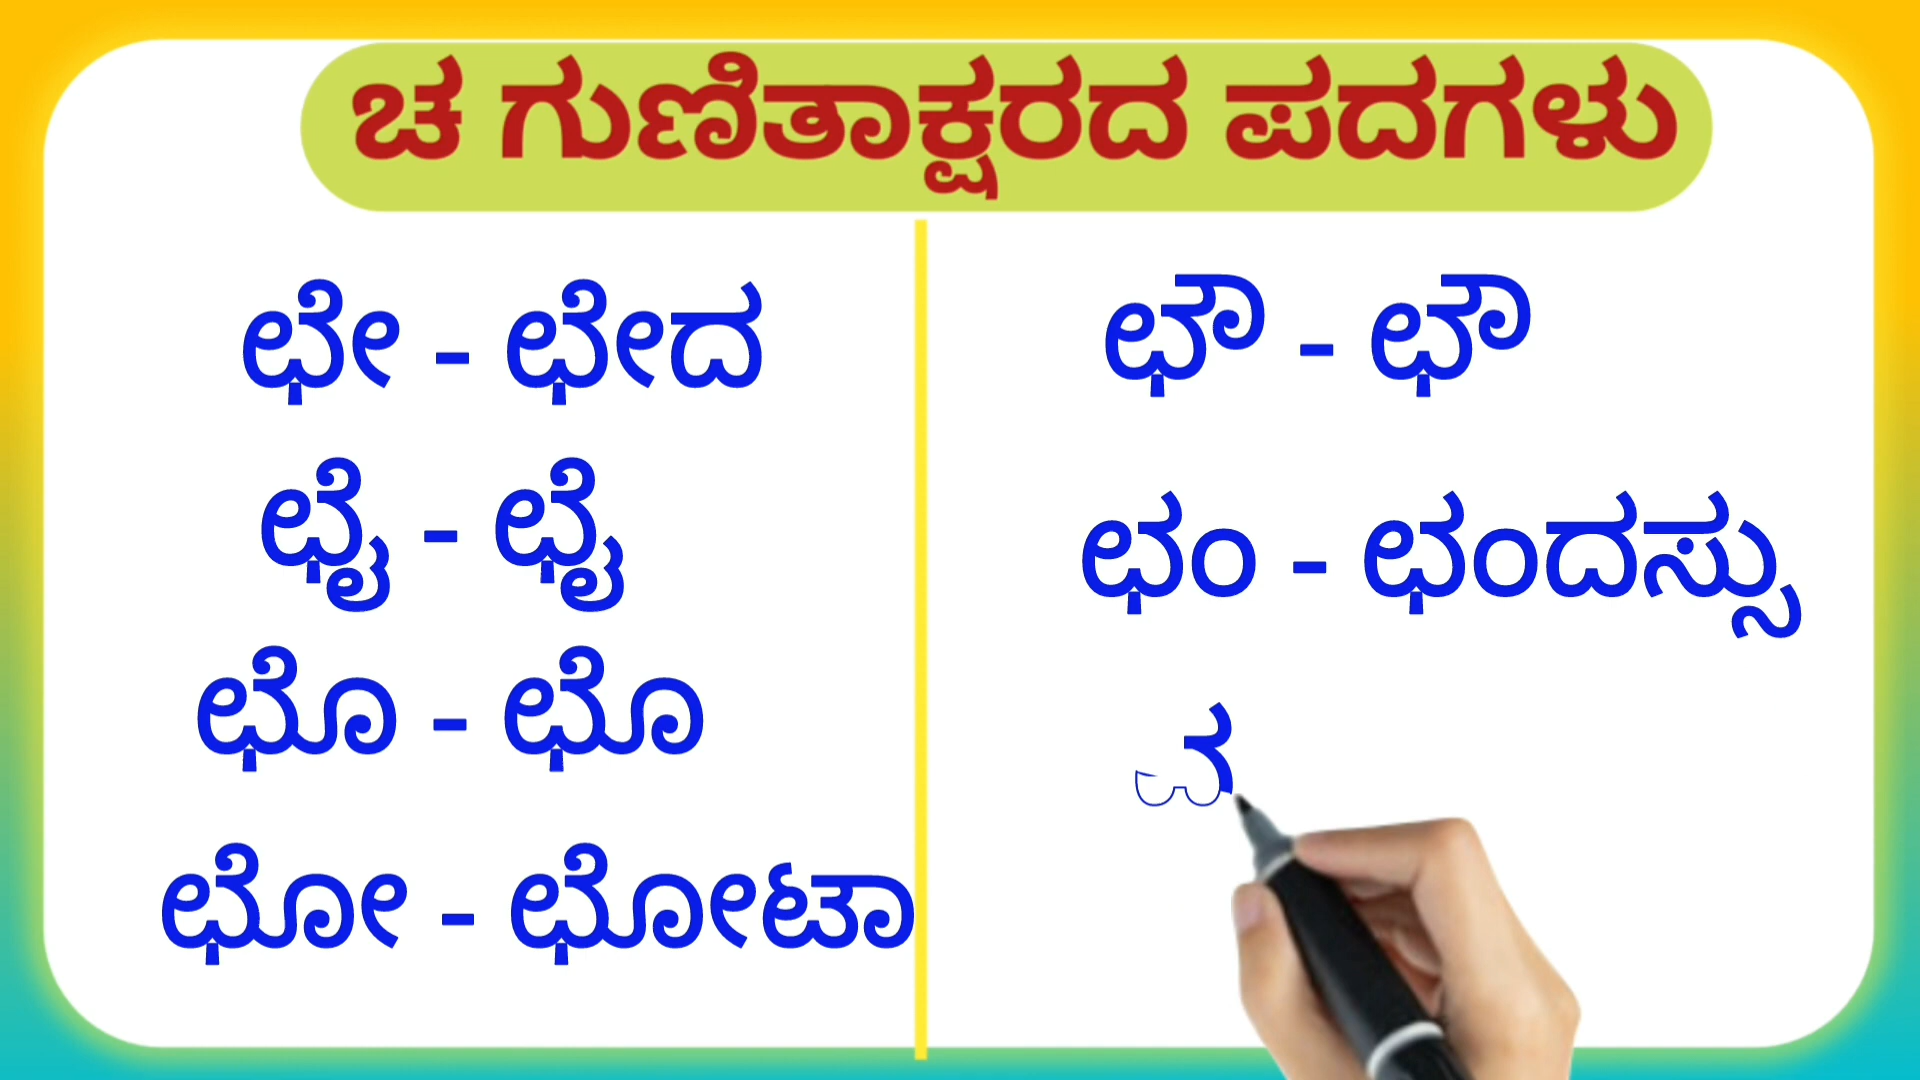 ಚ ಗುಣಿತಾಕ್ಷರದ ಪದಗಳು
ಛೇ - ಛೇದ
ಛೈ - ಛೈ
ಛೊ - ಛೊ
ಛೋ - ಛೋಟಾ
ಛೌ - ಛೌ
ಛಂ - ಛಂದಸ್ಸು